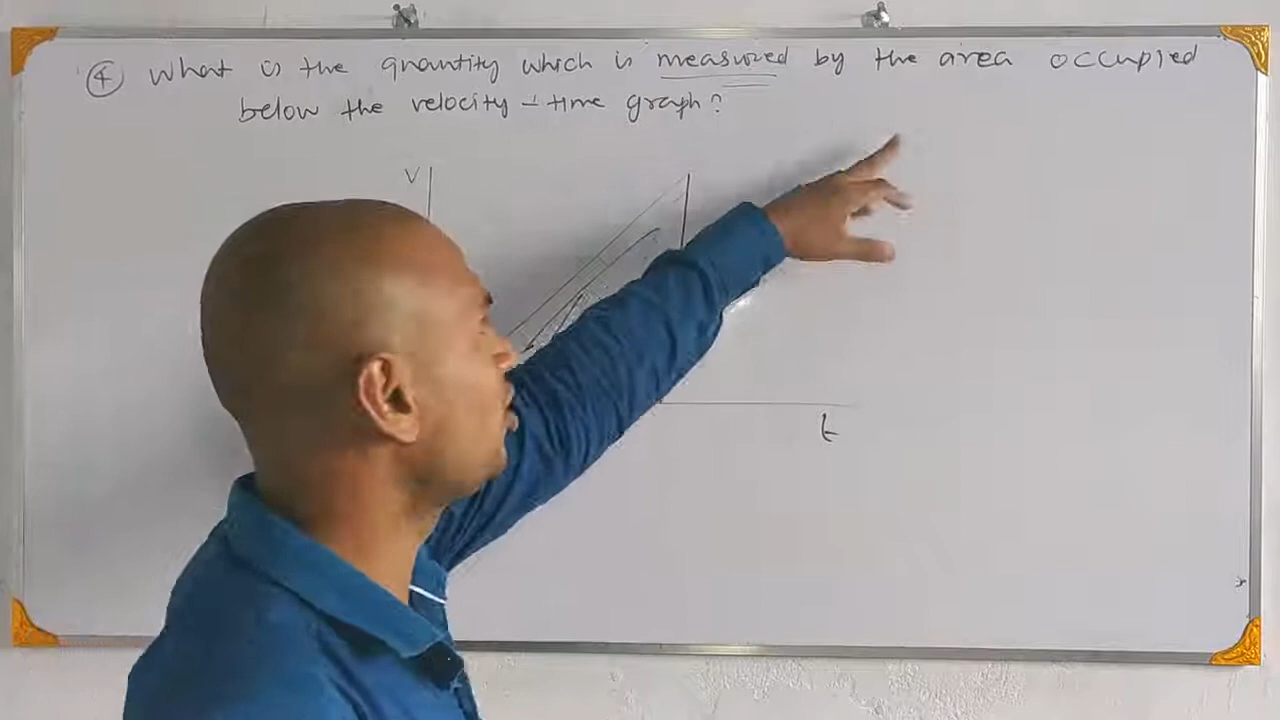 ④ What is the quantity which is measured by the area occupied
below the velocity - time graph?
V
t